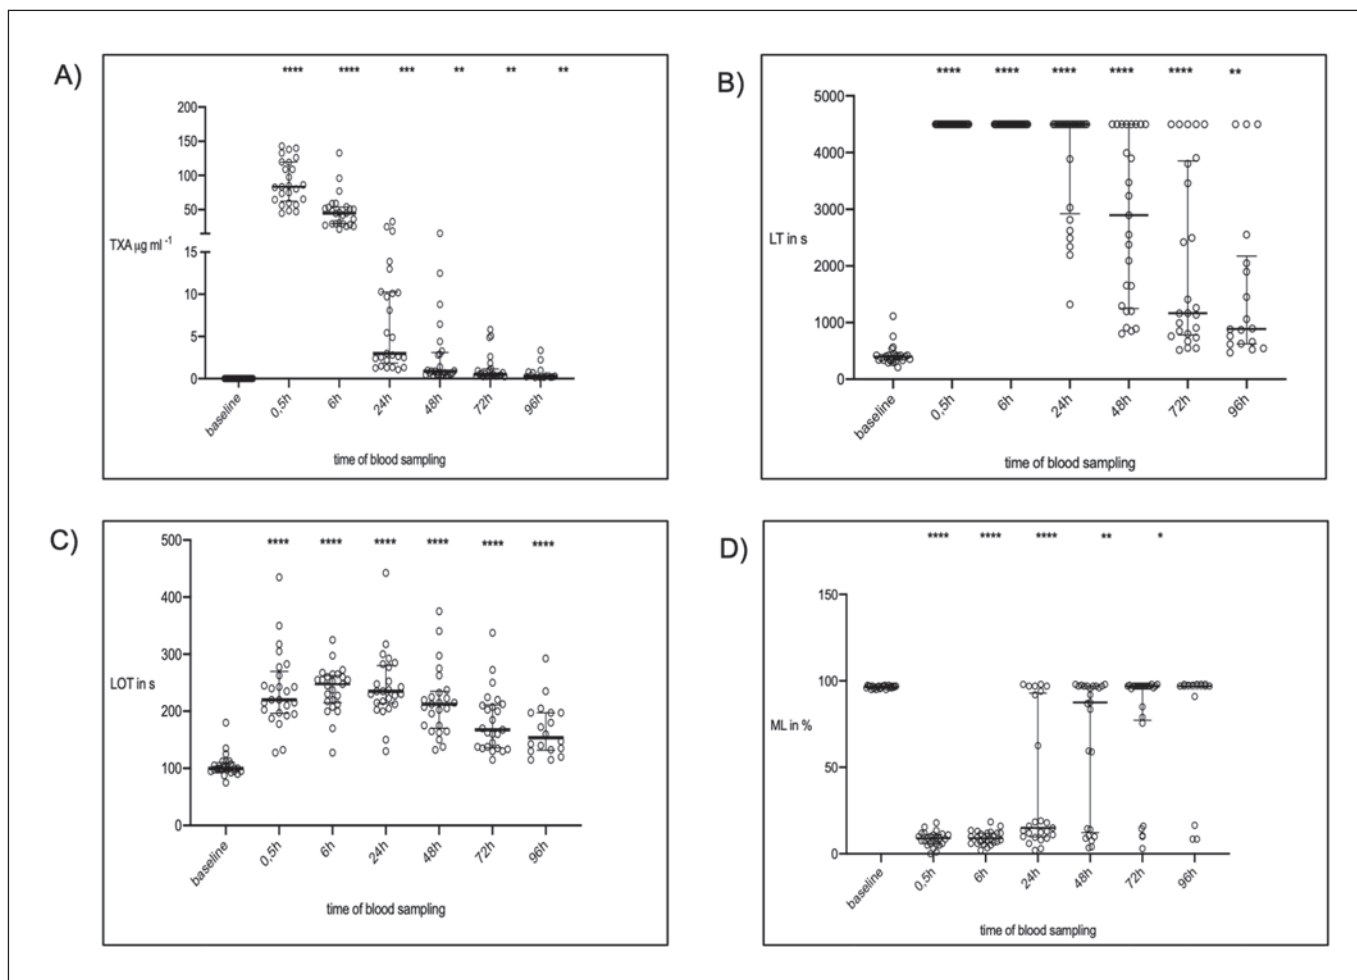 A)
**** **** *** ** ** **
200
150
100
50
TXA μg ml -1
15
10
5
0
baseline 0,5h 6h 24h 48h 72h 96h
time of blood sampling
B)
**** **** **** **** **** **
5000
4000
3000
LT in s
2000
1000
0
baseline 0,5h 6h 24h 48h 72h 96h
time of blood sampling
C)
**** **** **** **** **** ****
500
400
300
LOT in s
200
100
0
baseline 0,5h 6h 24h 48h 72h 96h
time of blood sampling
D)
**** **** **** ** *
150
100
ML in %
50
0
baseline 0,5h 6h 24h 48h 72h 96h
time of blood sampling